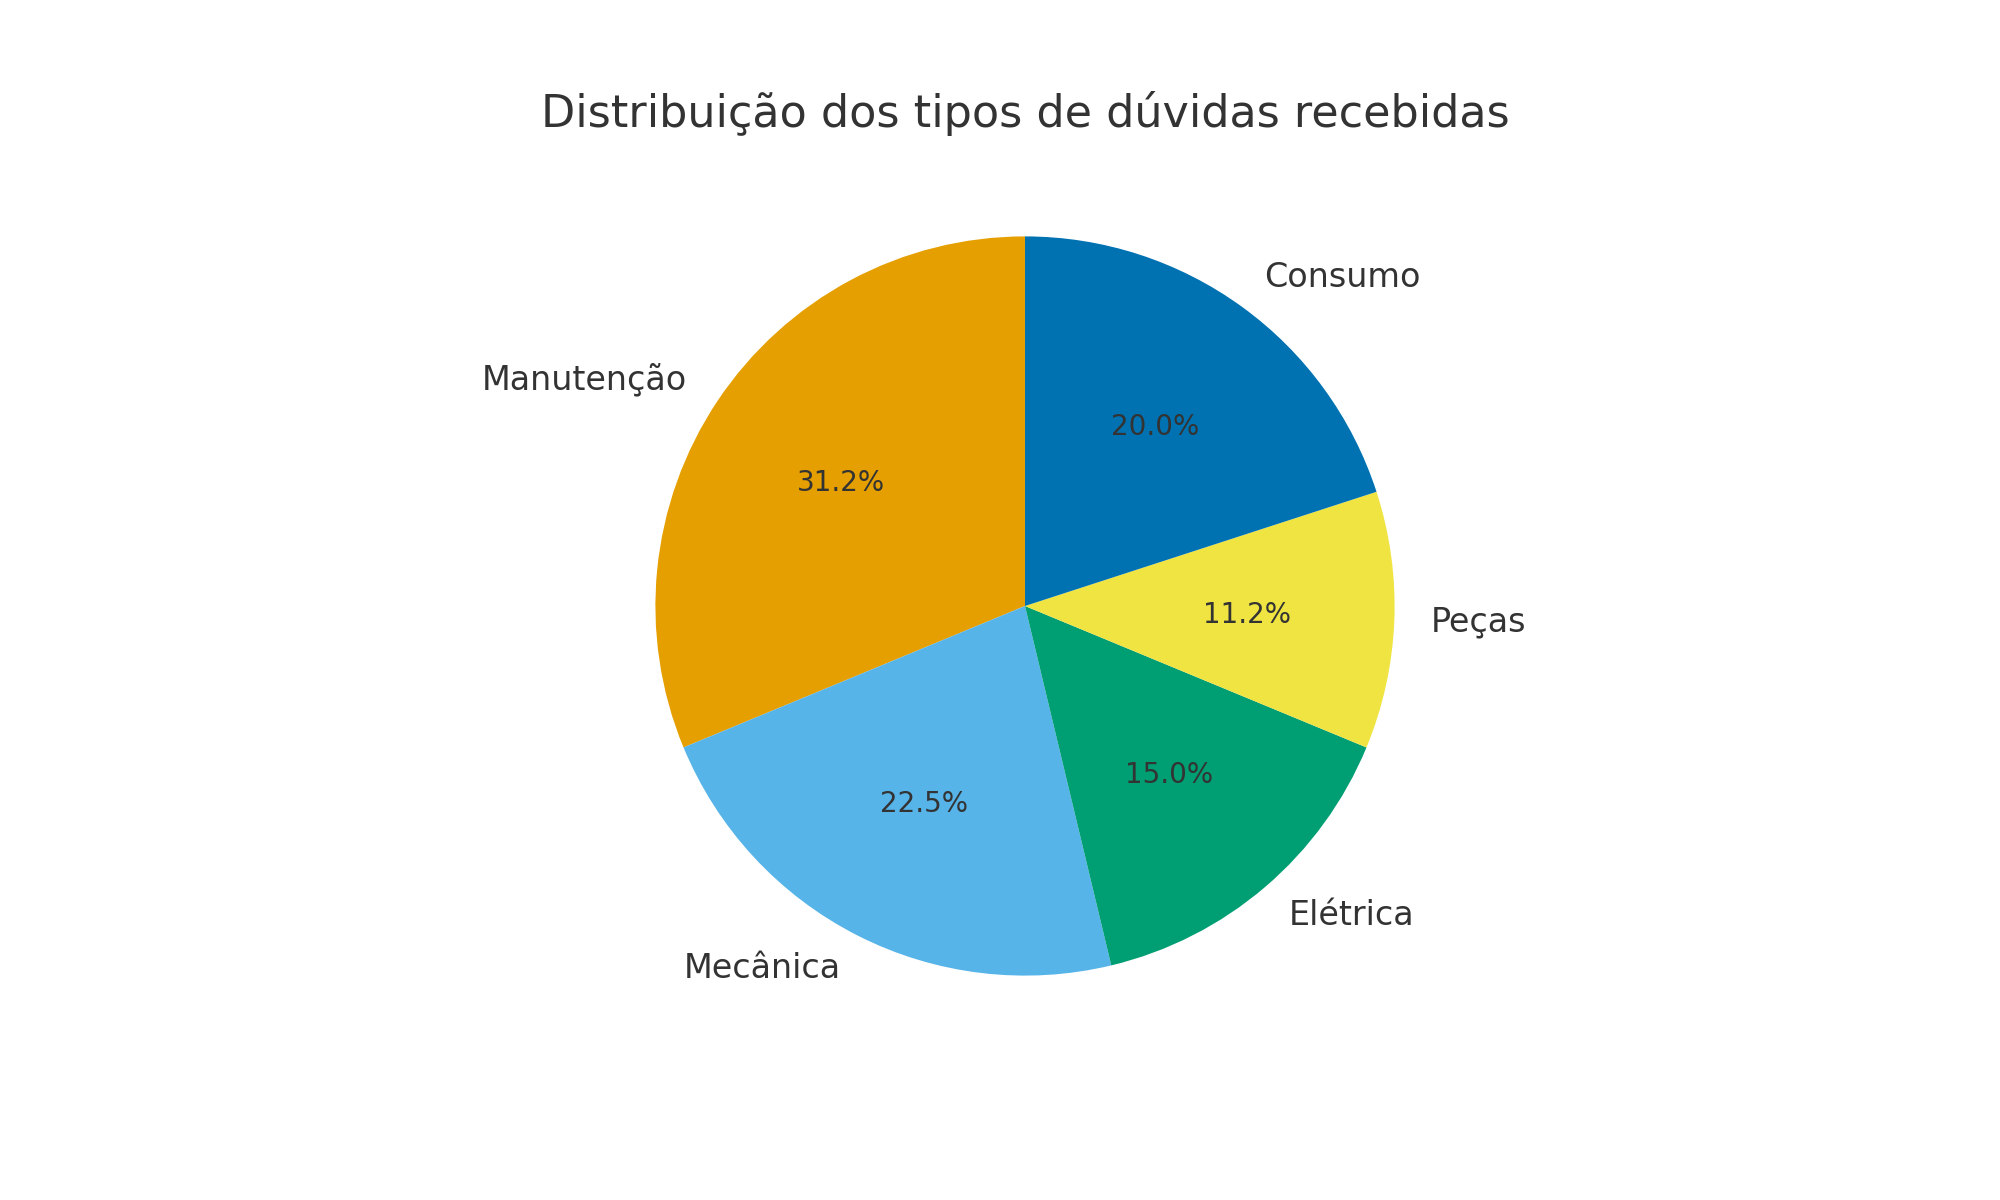 Distribuição dos tipos de dúvidas recebidas
Consumo
Manutenção
20.0%
31.2%
11.2%
Peças
15.0%
22.5%
Elétrica
Mecânica